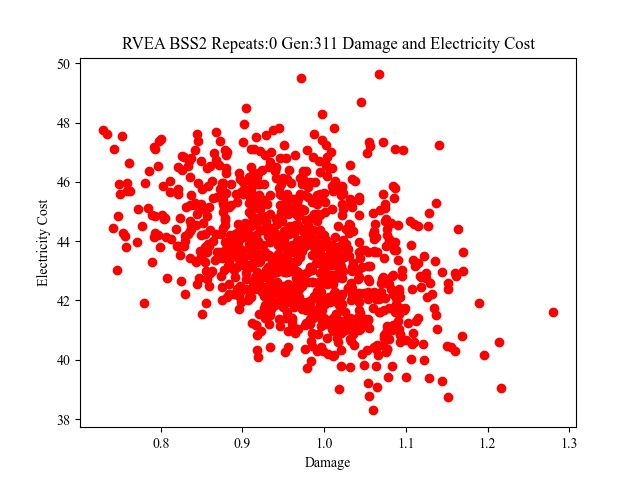 RVEA BSS2 Repeats:0 Gen:311 Damage and Electricity Cost
50
48
46
44
42
40
38
Electricity Cost
0.8 0.9 1.0 1.1 1.2 1.3
Damage